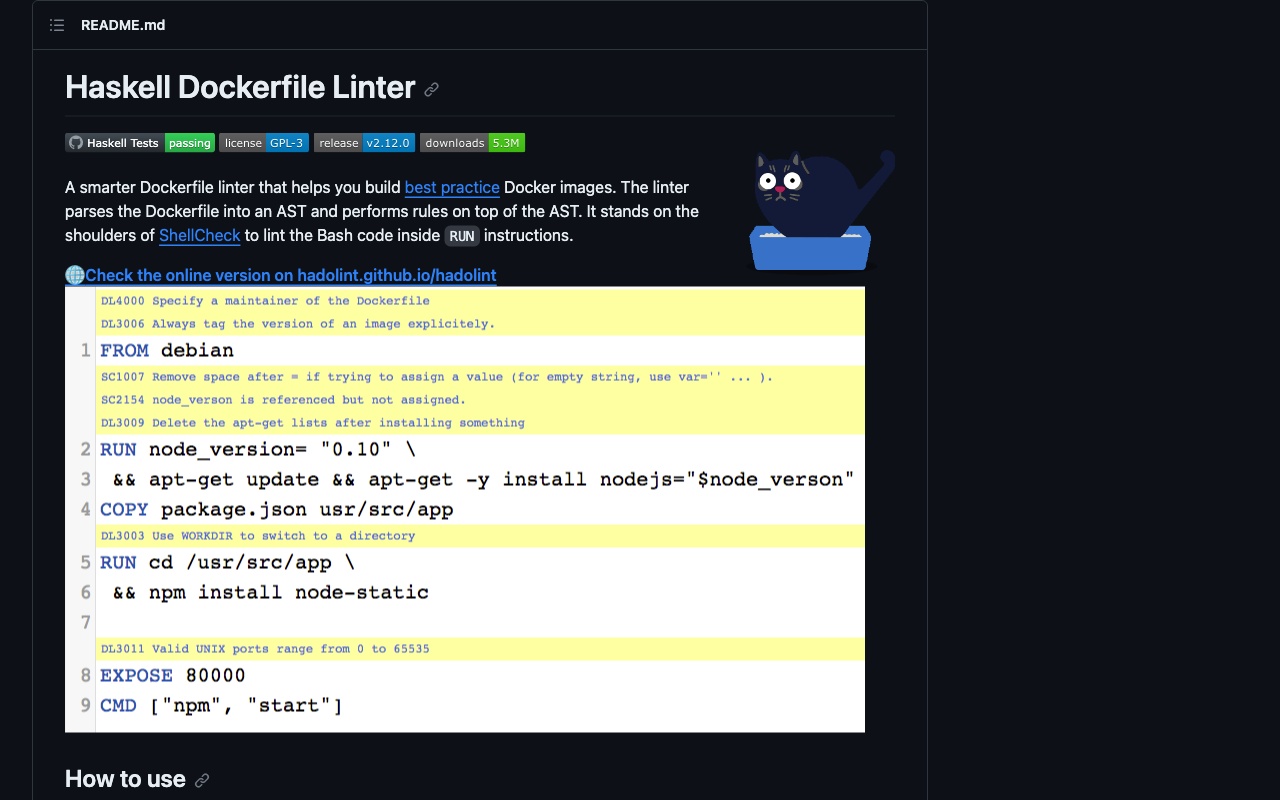 README.md
Haskell Dockerfile Linter
Haskell Tests passing license GPL-3 release v2.12.0 downloads 5.3M
A smarter Dockerfile linter that helps you build best practice Docker images. The linter
parses the Dockerfile into an AST and performs rules on top of the AST. It stands on the
shoulders of ShellCheck to lint the Bash code inside RUN instructions.
🌐Check the online version on hadolint.github.io/hadolint
DL4000 Specify a maintainer of the Dockerfile
DL3006 Always tag the version of an image explicitely.
1 FROM debian
SC1007 Remove space after = if trying to assign a value (for empty string, use var='' ... ).
SC2154 node_verson is referenced but not assigned.
DL3009 Delete the apt-get lists after installing something
2 RUN node_version= "0.10" \
3 && apt-get update && apt-get -y install nodejs="$node_verson"
4 COPY package.json usr/src/app
DL3003 Use WORKDIR to switch to a directory
5 RUN cd /usr/src/app \
6 && npm install node-static
7
DL3011 Valid UNIX ports range from 0 to 65535
8 EXPOSE 80000
9 CMD ["npm", "start"]
How to use